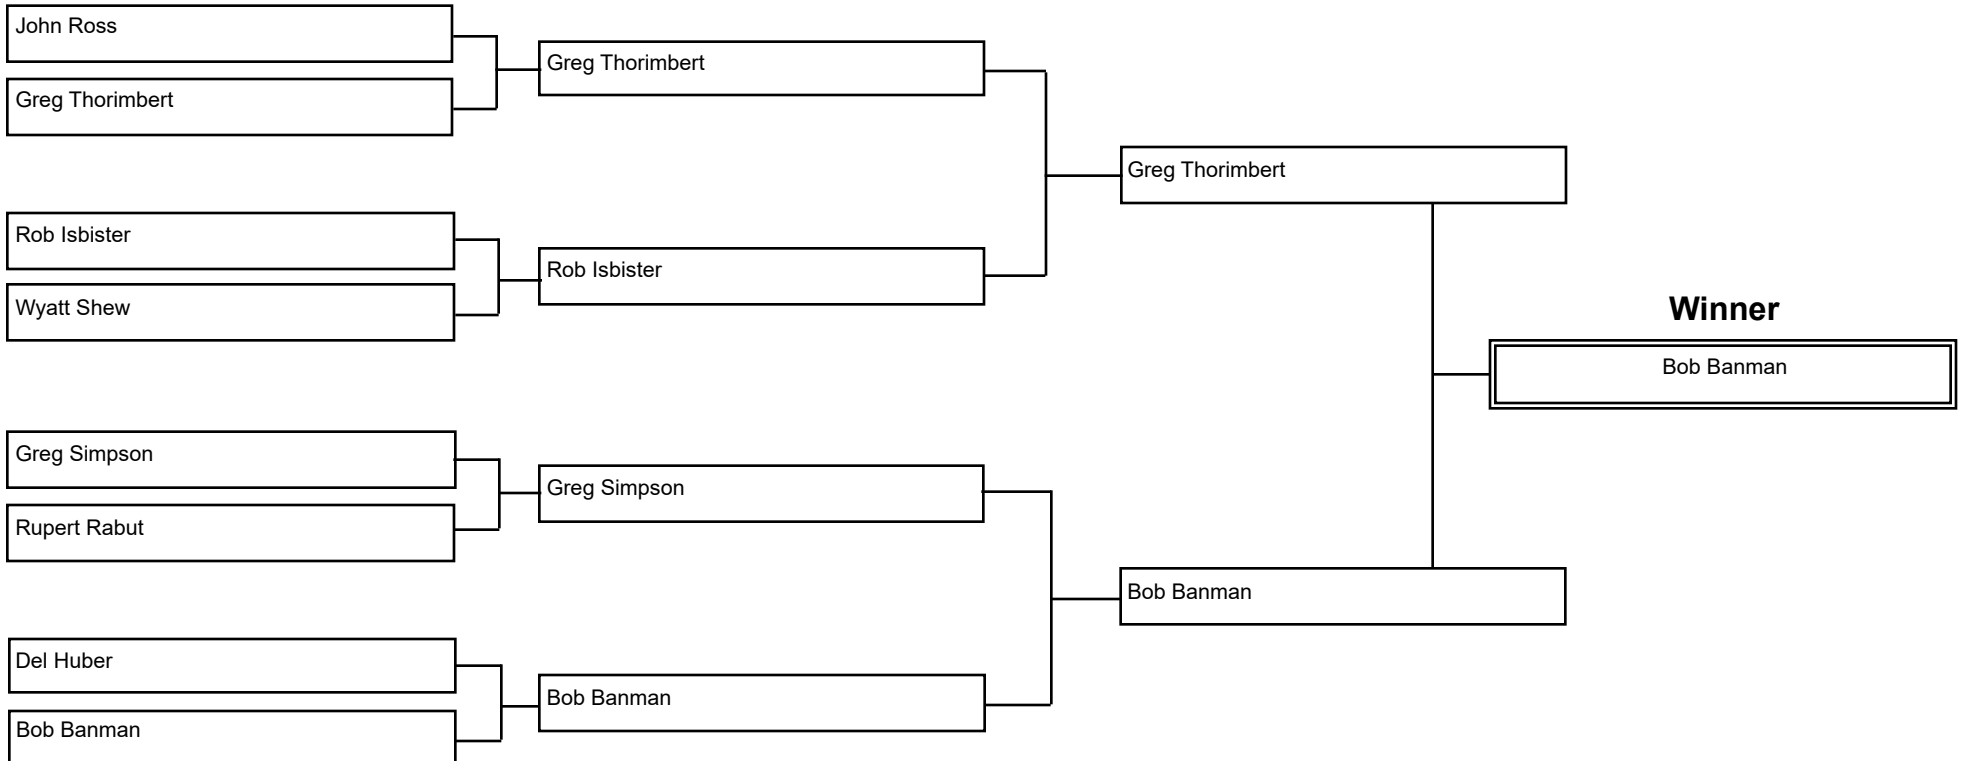 John Ross
Greg Thorimbert
Greg Thorimbert
Greg Thorimbert
Rob Isbister
Rob Isbister
Wyatt Shew
Winner
Bob Banman
Greg Simpson
Greg Simpson
Rupert Rabut
Bob Banman
Del Huber
Bob Banman
Bob Banman